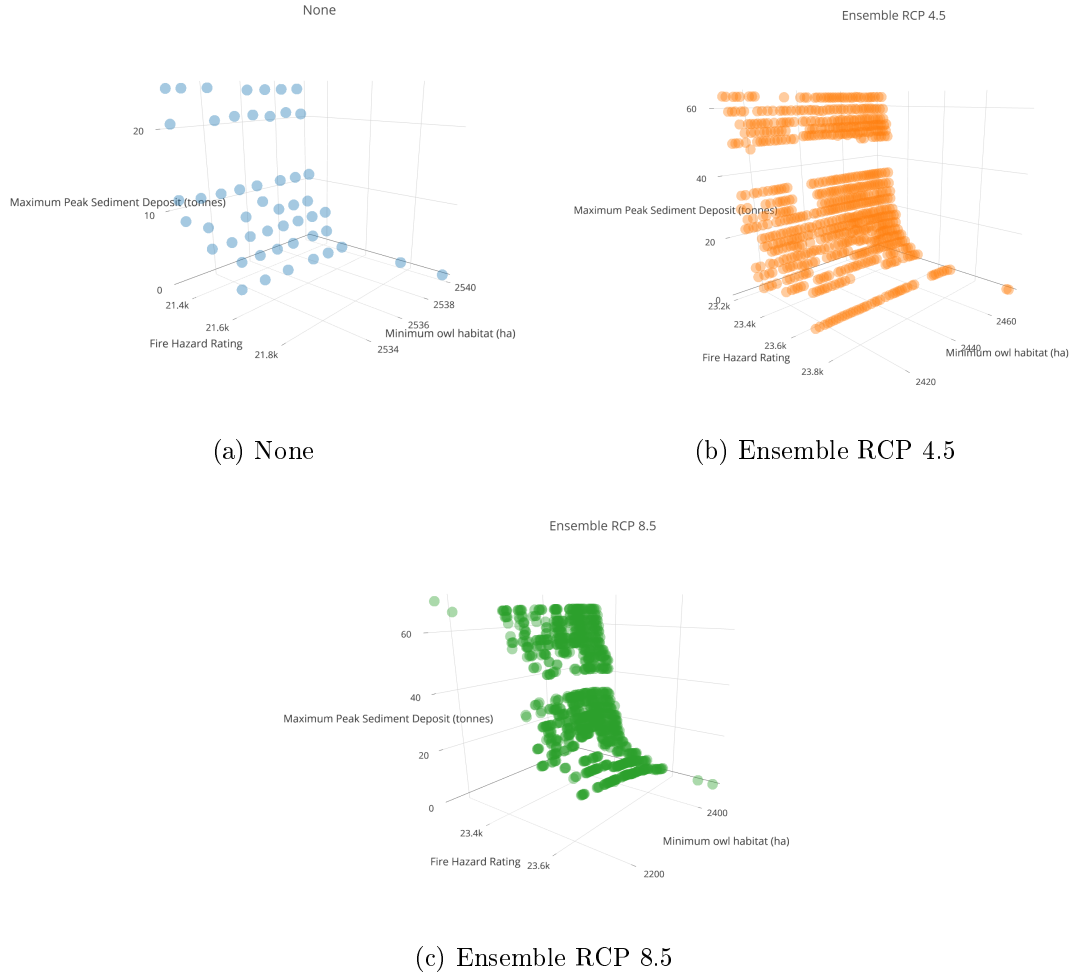 None
20
Maximum Peak Sediment Deposit (tonnes)
10
0
21.4k
21.6k
Fire Hazard Rating
21.8k
2540
2538
2536
Minimum owl habitat (ha)
2534
(a) None
Ensemble RCP 4.5
60
40
Maximum Peak Sediment Deposit (tonnes)
20
0
23.2k
23.4k
23.6k
Fire Hazard Rating
23.8k
2460
2440
Minimum owl habitat (ha)
2420
(b) Ensemble RCP 4.5
Ensemble RCP 8.5
60
40
Maximum Peak Sediment Deposit (tonnes)
20
0
23.4k
Fire Hazard Rating
23.6k
2400
Minimum owl habitat (ha)
2200
(c) Ensemble RCP 8.5